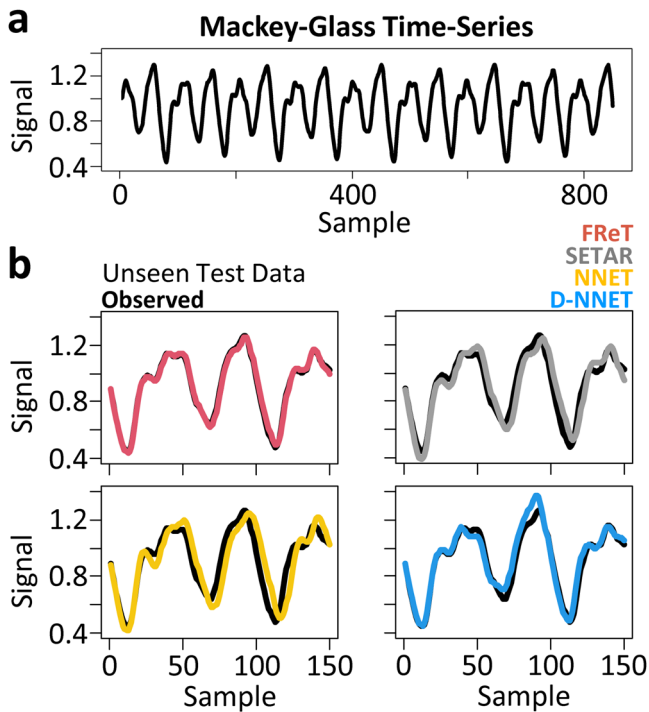 a
Mackey-Glass Time-Series
Signal
1.2
0.8
0.4
0
400
800
Sample
FReT
SETAR
NNET
D-NNET
b
Unseen Test Data
Observed
Signal
1.2
0.8
0.4
Signal
1.2
0.8
0.4
0
50
100
150
0
50
100
150
Sample
Sample